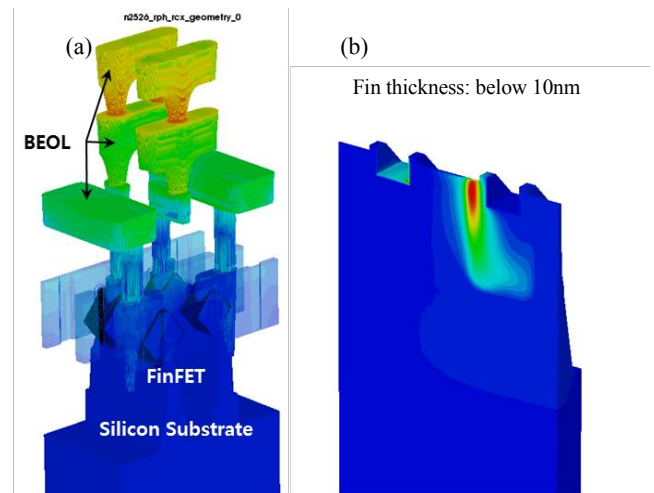 n2526_rph_rcx_geometry_0
(a)
(b)
Fin thickness: below 10nm
BEOL
FinFET
Silicon Substrate